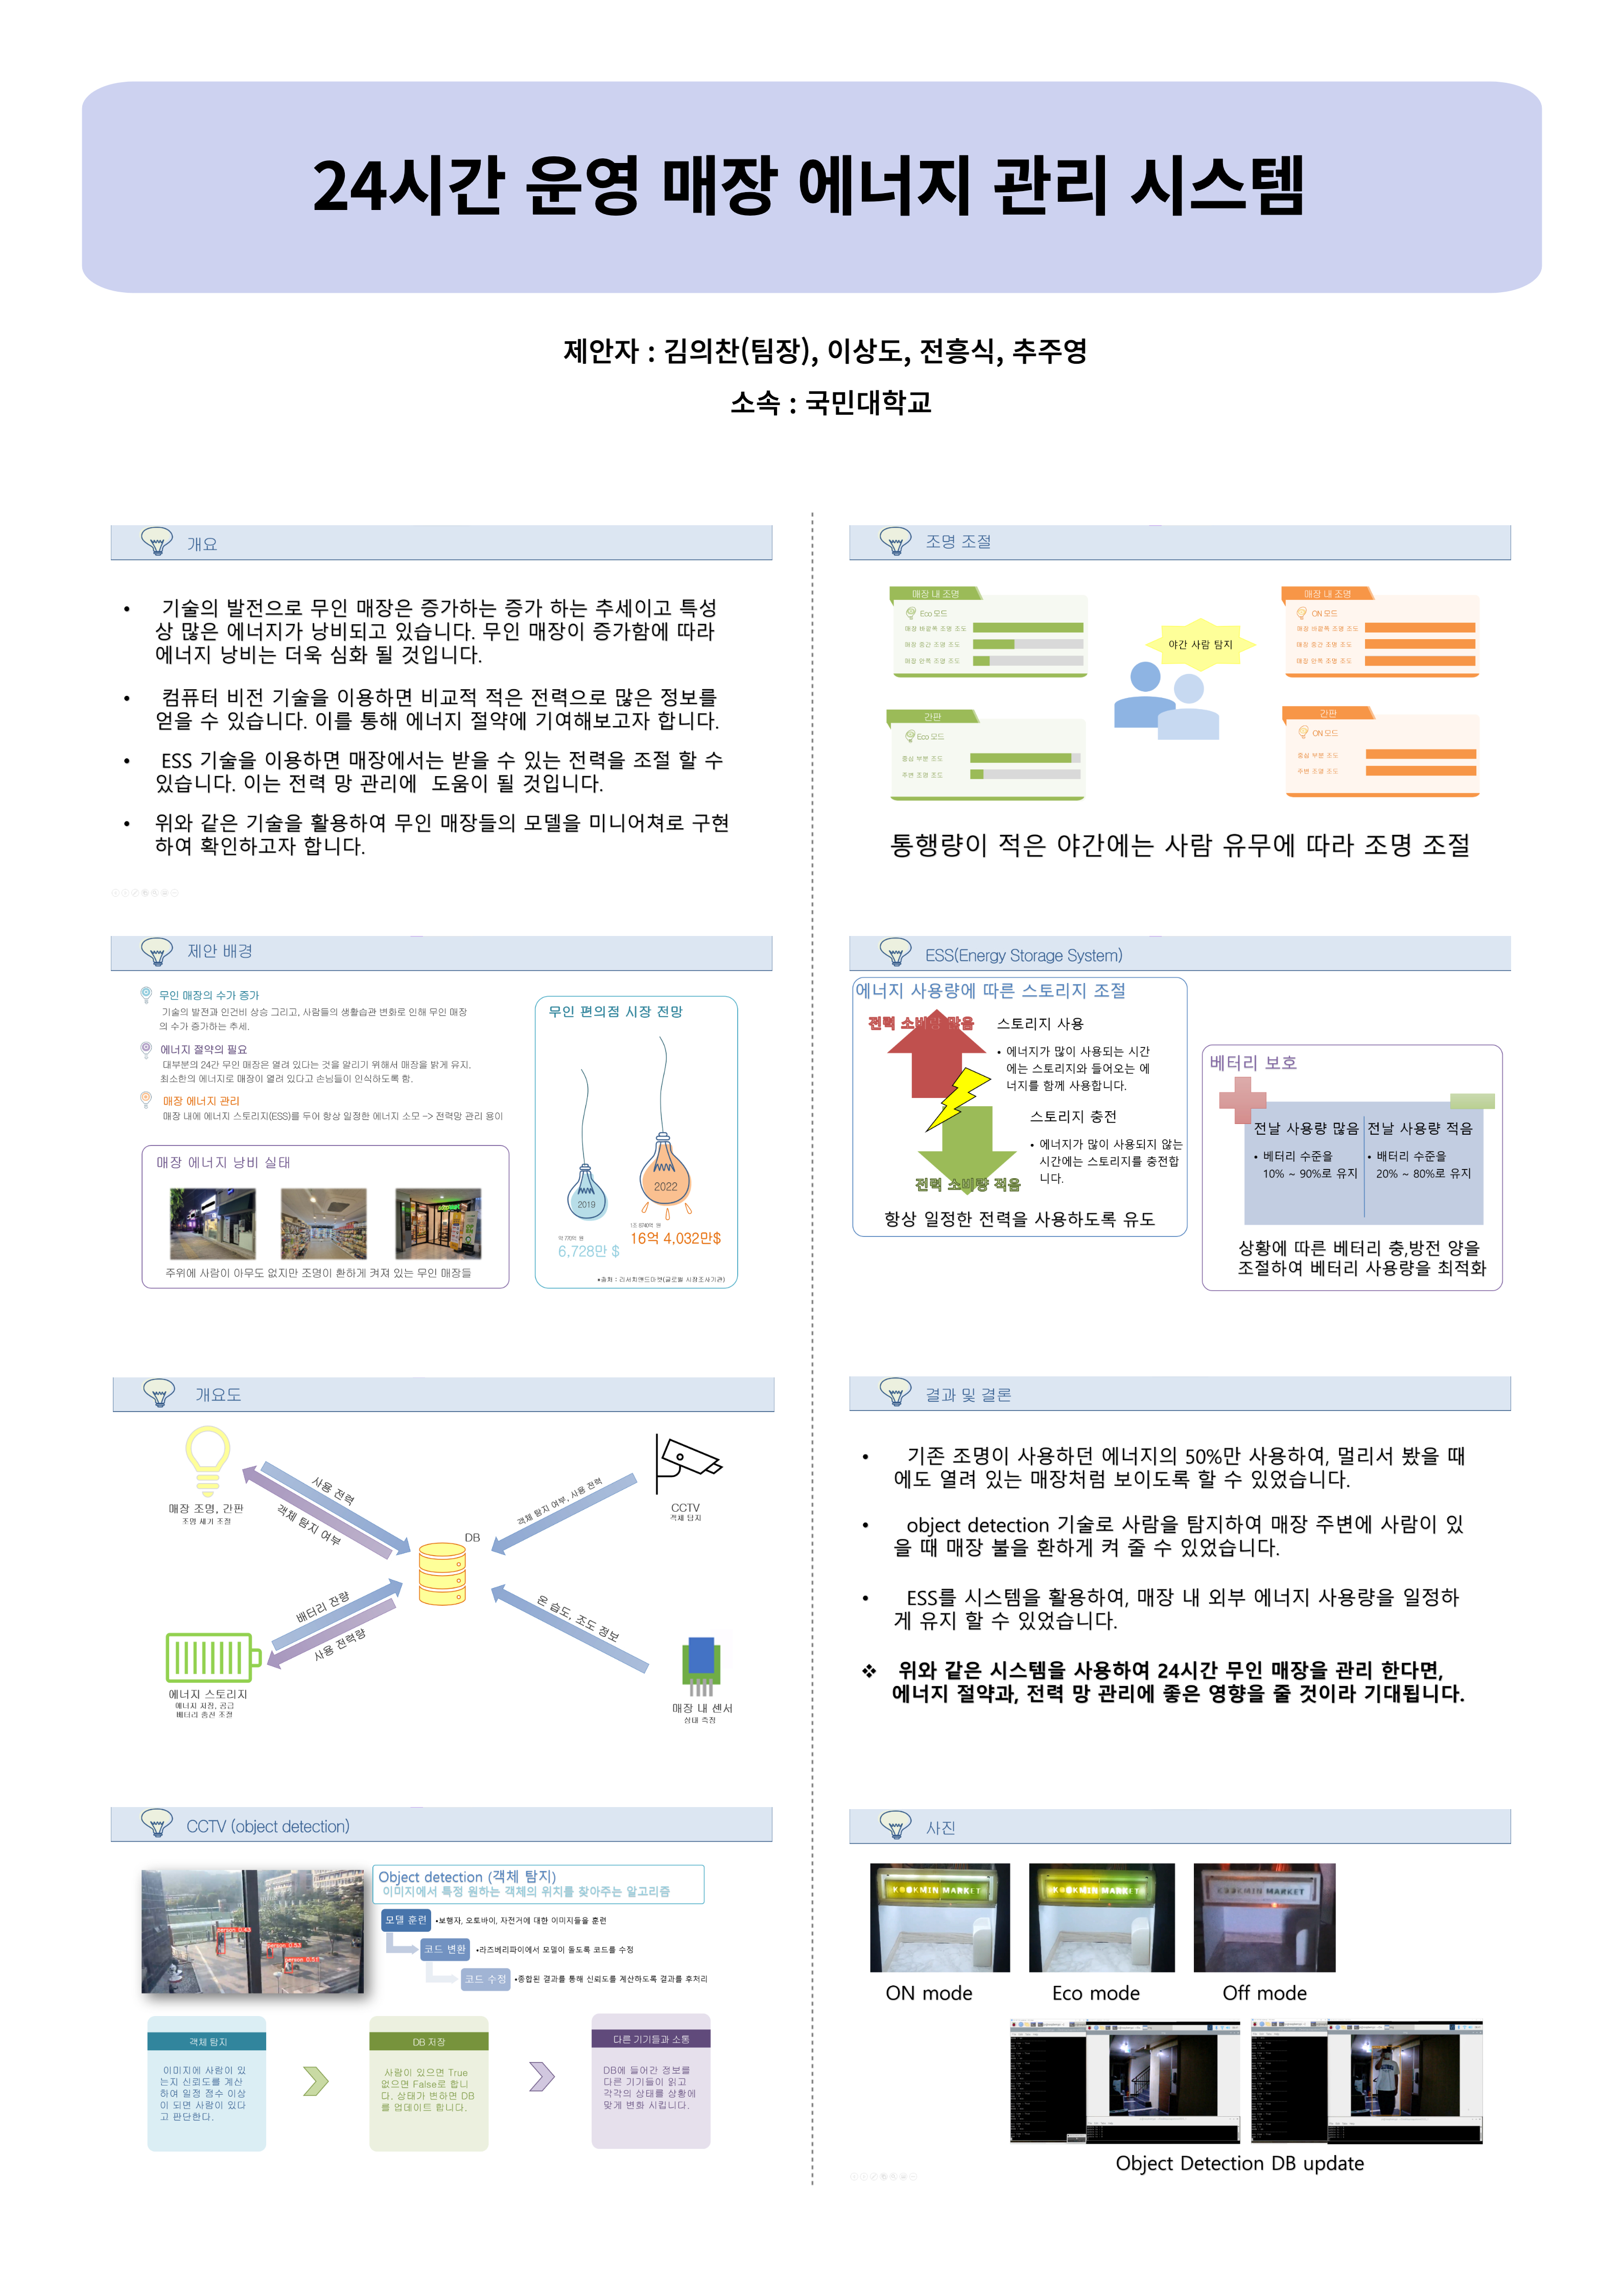 24시간 운영 매장 에너지 관리 시스템
제안자 : 김의찬(팀장), 이상도, 전흥식, 추주영
소속 : 국민대학교
개요
• 기술의 발전으로 무인 매장은 증가하는 증가 하는 추세이고 특성
상 많은 에너지가 낭비되고 있습니다. 무인 매장이 증가함에 따라
에너지 낭비는 더욱 심화 될 것입니다.
• 컴퓨터 비전 기술을 이용하면 비교적 적은 전력으로 많은 정보를
얻을 수 있습니다. 이를 통해 에너지 절약에 기여해보고자 합니다.
• ESS 기술을 이용하면 매장에서는 받을 수 있는 전력을 조절 할 수
있습니다. 이는 전력 망 관리에 도움이 될 것입니다.
• 위와 같은 기술을 활용하여 무인 매장들의 모델을 미니어쳐로 구현
하여 확인하고자 합니다.
제안 배경
무인 매장의 수가 증가
기술의 발전과 인건비 상승 그리고, 사람들의 생활습관 변화로 인해 무인 매장
의 수가 증가하는 추세.
에너지 절약의 필요
대부분의 24간 무인 매장은 열려 있다는 것을 알리기 위해서 매장을 밝게 유지.
최소한의 에너지로 매장이 열려 있다고 손님들이 인식하도록 함.
매장 에너지 관리
매장 내에 에너지 스토리지(ESS)를 두어 항상 일정한 에너지 소모 -> 전력망 관리 용이
매장 에너지 낭비 실태
주위에 사람이 아무도 없지만 조명이 환하게 켜져 있는 무인 매장들
무인 편의점 시장 전망
2019
2022
6,728만 $
16억 4,032만$
•출처 : 리서치앤드마켓(글로벌 시장조사기관)
개요도
매장 조명, 간판
조명 세기 조절
사용 전력
객체 탐지 여부
객체 탐지 여부, 사용 전력
CCTV
객체 탐지
DB
배터리 잔량
사용 전력량
에너지 스토리지
에너지 저장, 공급
배터리 충전 조절
온 습도, 조도 정보
매장 내 센서
상태 측정
CCTV (object detection)
person 0.43
person 0.53
Object detection (객체 탐지)
이미지에서 특정 원하는 객체의 위치를 찾아주는 알고리즘
모델 훈련 •보행자, 오토바이, 자전거에 대한 이미지들을 훈련
코드 변환 •라즈베리파이에서 모델이 돌도록 코드를 수정
코드 수정 •종합된 결과를 통해 신뢰도를 계산하도록 결과를 후처리
객체 탐지
이미지에 사람이 있
는지 신뢰도를 계산
하여 일정 점수 이상
이 되면 사람이 있다
고 판단한다.
DB 저장
사람이 있으면 True
없으면 False로 합니
다. 상태가 변하면 DB
를 업데이트 합니다.
다른 기기들과 소통
DB에 들어간 정보를
다른 기기들이 읽고
각각의 상태를 상황에
맞게 변화 시킵니다.
조명 조절
매장 내 조명
Eco 모드
매장 바깥쪽 조명 조도
매장 중간 조명 조도
매장 안쪽 조명 조도
간판
Eco 모드
중심 부분 조도
주변 조명 조도
야간 사람 탐지
매장 내 조명
ON 모드
매장 바깥쪽 조명 조도
매장 중간 조명 조도
매장 안쪽 조명 조도
간판
ON 모드
중심 부분 조도
주변 조명 조도
통행량이 적은 야간에는 사람 유무에 따라 조명 조절
ESS(Energy Storage System)
에너지 사용량에 따른 스토리지 조절
전력 소비량 많음
스토리지 사용
• 에너지가 많이 사용되는 시간
에는 스토리지와 들어오는 에
너지를 함께 사용합니다.
스토리지 충전
• 에너지가 많이 사용되지 않는
시간에는 스토리지를 충전합
니다.
전력 소비량 적음
항상 일정한 전력을 사용하도록 유도
베터리 보호
전날 사용량 많음
• 베터리 수준을
10% ~ 90%로 유지
전날 사용량 적음
• 배터리 수준을
20% ~ 80%로 유지
상황에 따른 베터리 충,방전 양을
조절하여 베터리 사용량을 최적화
결과 및 결론
• 기존 조명이 사용하던 에너지의 50%만 사용하여, 멀리서 봤을 때
에도 열려 있는 매장처럼 보이도록 할 수 있었습니다.
• object detection 기술로 사람을 탐지하여 매장 주변에 사람이 있
을 때 매장 불을 환하게 켜 줄 수 있었습니다.
• ESS를 시스템을 활용하여, 매장 내 외부 에너지 사용량을 일정하
게 유지 할 수 있었습니다.
❖ 위와 같은 시스템을 사용하여 24시간 무인 매장을 관리 한다면,
에너지 절약과, 전력 망 관리에 좋은 영향을 줄 것이라 기대됩니다.
사진
KOOKMIN MARKET
KOOKMIN MARKET
KOOKMIN MARKET
ON mode
Eco mode
Off mode
Object Detection DB update